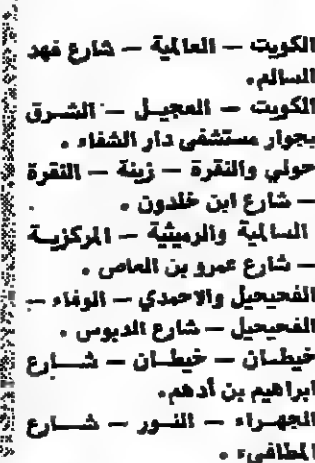 الكويت — العالمية — شارع فهد
السالم.
الكويت — العجيل — الشرق
بجوار مستشفى دار الشفاء .
حولي والنقرة — زينة — النقرة
— شارع ابن خلدون .
السالمية والرميثية — المركزية
— شارع عمرو بن العاص .
الفحيحيل والاحمدي — الوفاء —
الفحيحيل — شارع الدبوس .
خيطان — خيطان — شارع
ابراهيم بن أدهم.
الجهراء — النور — شارع
المطافيء .